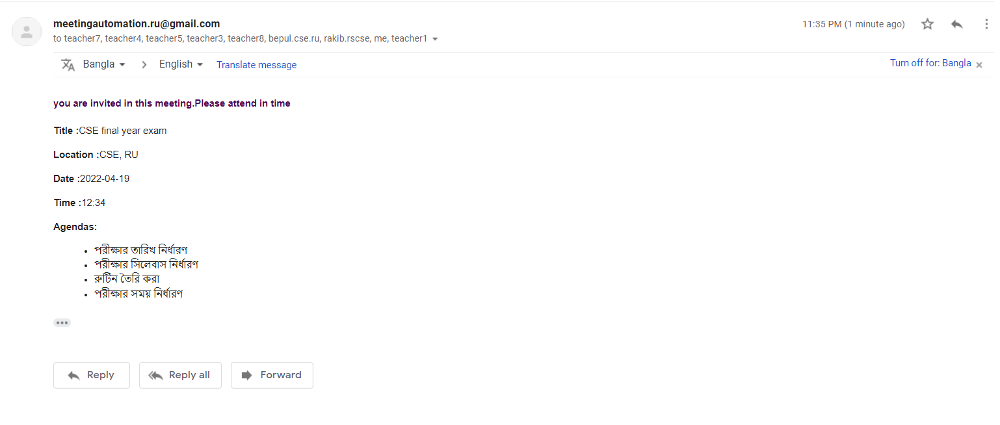 meetingautomation.ru@gmail.com 11:35 PM (1 minute ago)
to teacher7, teacher4, teacher5, teacher3, teacher8, bepul.cse.ru, rakib.rscse, me, teacher1
Bangla > English Translate message Turn off for: Bangla ×
you are invited in this meeting.Please attend in time
Title :CSE final year exam
Location :CSE, RU
Date :2022-04-19
Time :12:34
Agendas:
• পরীক্ষার তারিখ নির্ধারণ
• পরীক্ষার সিলেবাস নির্ধারণ
• রুটিন তৈরি করা
• পরীক্ষার সময় নির্ধারণ
Reply Reply all Forward